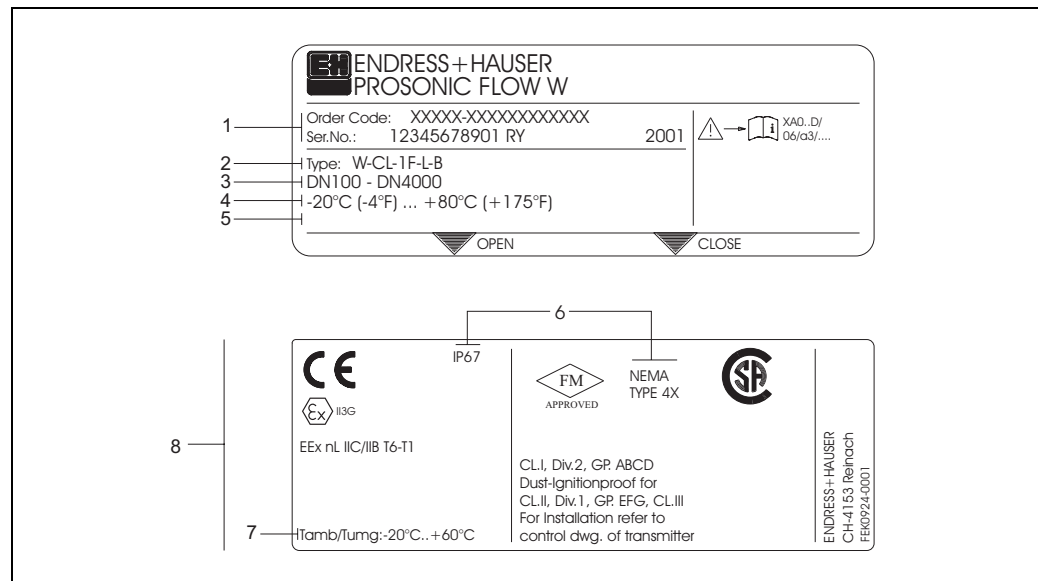 E+H ENDRESS+HAUSER
PROSONIC FLOW W
1
Order Code: XXXXX-XXXXXXXXXXXX
Ser.No.: 12345678901 RY 2001
i
XA0..D/
06/a3/....
2
Type: W-CL-1F-L-B
3
DN100 - DN4000
4
-20°C (-4°F) ... +80°C (+175°F)
5
OPEN
CLOSE
6
8
CE
IP67
FM
APPROVED
NEMA
TYPE 4X
CSA
Ex II3G
EEx nL IIC/IIB T6-T1
CL.I, Div.2, GP. ABCD
Dust-Ignitionproof for
CL.II, Div.1, GP. EFG, CL.III
For Installation refer to
control dwg. of transmitter
7
Tamb/Tumg:-20°C..+60°C
ENDRESS+HAUSER
CH-4153 Reinach
FEK0924-0001